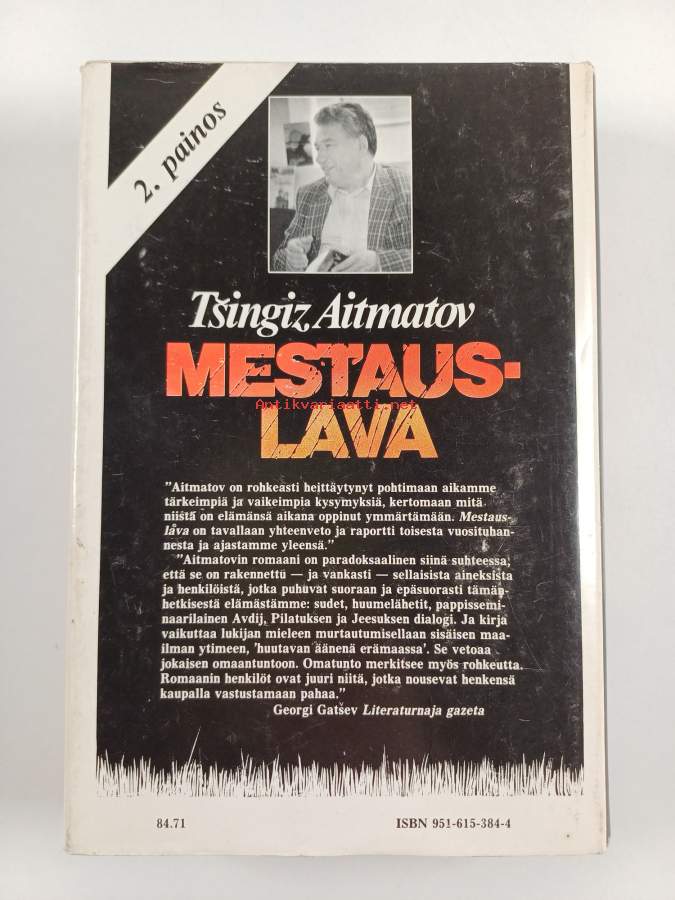 2. painos
Tšingiz Aitmatov
MESTAUS-
Antikvariaatti.net
LAVA
"Aitmatov on rohkeasti heittäytynyt pohtimaan aikamme
tärkeimpiä ja vaikeimpia kysymyksiä, kertomaan mitä
niistä on elämänsä aikana oppinut ymmärtämään. Mestaus-
lava on tavallaan yhteenveto ja raportti toisesta vuosituhan-
nesta ja ajastamme yleensä."
"Aitmatovin romaani on paradoksaalinen siinä suhteessa,
että se on rakennettu — ja vankasti — sellaisista aineksista
ja henkilöistä, jotka puhuvat suoraan ja epäsuorasti tämän-
hetkisestä elämästämme: sudet, huumelähetit, pappissemi-
naarilainen Avdij, Pilatuksen ja Jeesuksen dialogi. Ja kirja
vaikuttaa lukijan mieleen murtautumisellaan sisäisen maa-
ilman ytimeen, 'huutavan äänenä erämaassa'. Se vetoaa
jokaisen omaantuntoon. Omatunto merkitsee myös rohkeutta.
Romaanin henkilöt ovat juuri niitä, jotka nousevat henkensä
kaupalla vastustamaan pahaa."
Georgi Gatšev Literaturnaja gazeta
84.71
ISBN 951-615-384-4